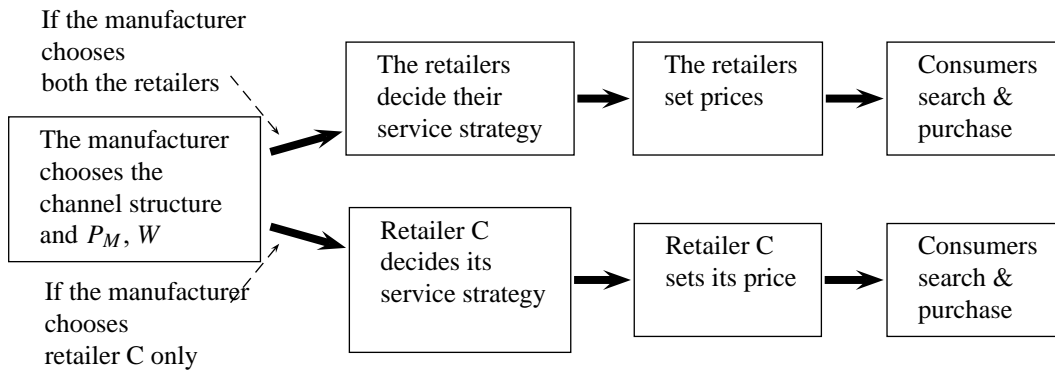 If the manufacturer
chooses
both the retailers
The manufacturer
chooses the
channel structure
and P_M, W
If the manufacturer
chooses
retailer C only
The retailers
decide their
service strategy
The retailers
set prices
Consumers
search &
purchase
Retailer C
decides its
service strategy
Retailer C
sets its price
Consumers
search &
purchase